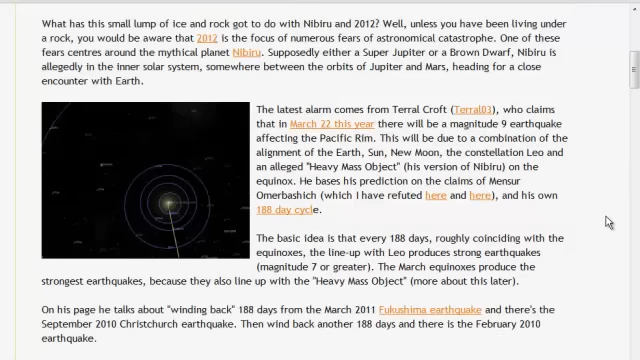 What has this small lump of ice and rock got to do with Nibiru and 2012? Well, unless you have been living under
a rock, you would be aware that 2012 is the focus of numerous fears of astronomical catastrophe. One of these
fears centres around the mythical planet Nibiru. Supposedly either a Super Jupiter or a Brown Dwarf, Nibiru is
allegedly in the inner solar system, somewhere between the orbits of Jupiter and Mars, heading for a close
encounter with Earth.
The latest alarm comes from Terral Croft (Terral03), who claims
that in March 22 this year there will be a magnitude 9 earthquake
affecting the Pacific Rim. This will be due to a combination of the
alignment of the Earth, Sun, New Moon, the constellation Leo and
an alleged "Heavy Mass Object" (his version of Nibiru) on the
equinox. He bases his prediction on the claims of Mensur
Omerbashich (which I have refuted here and here), and his own
188 day cycle.
The basic idea is that every 188 days, roughly coinciding with the
equinoxes, the line-up with Leo produces strong earthquakes
(magnitude 7 or greater). The March equinoxes produce the
strongest earthquakes, because they also line up with the "Heavy Mass Object" (more about this later).
On his page he talks about "winding back" 188 days from the March 2011 Fukushima earthquake and there's the
September 2010 Christchurch earthquake. Then wind back another 188 days and there is the February 2010
earthquake.